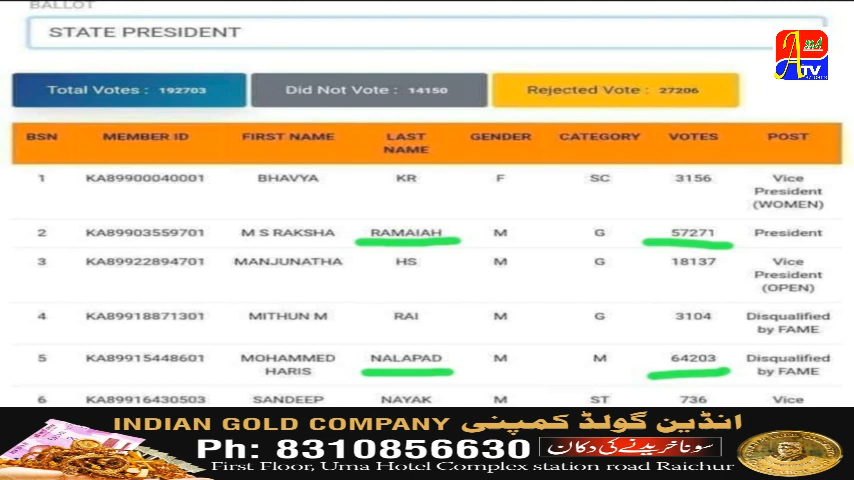 BALLOT
STATE PRESIDENT
And
A TV
Total Votes : 192703 Did Not Vote : 14150 Rejected Vote : 27206
BSN MEMBER ID FIRST NAME LAST NAME GENDER CATEGORY VOTES POST
1 KA89900040001 BHAVYA KR F SC 3156 Vice President (WOMEN)
2 KA89903559701 M S RAKSHA RAMAIAH M G 57271 President
3 KA89922894701 MANJUNATHA HS M G 18137 Vice President (OPEN)
4 KA89918871301 MITHUN M RAI M G 3104 Disqualified by FAME
5 KA89915448601 MOHAMMED HARIS NALAPAD M M 64203 Disqualified by FAME
6 KA89916430503 SANDEEP NAYAK M ST 736 Vice
INDIAN GOLD COMPANY انڈین گولڈ کمپنی
Ph: 8310856630 سونا خریدنے کی دکان
First Floor, Uma Hotel Complex station road Raichur